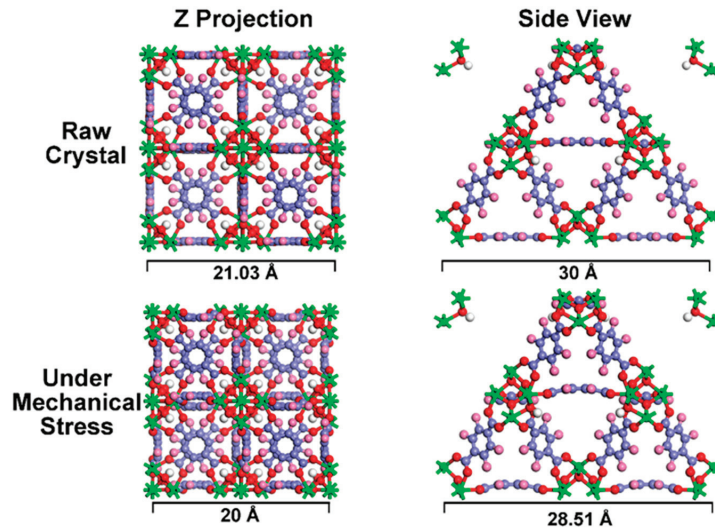 Z Projection
Side View
Raw
Crystal
21.03 Å
30 Å
Under
Mechanical
Stress
20 Å
28.51 Å